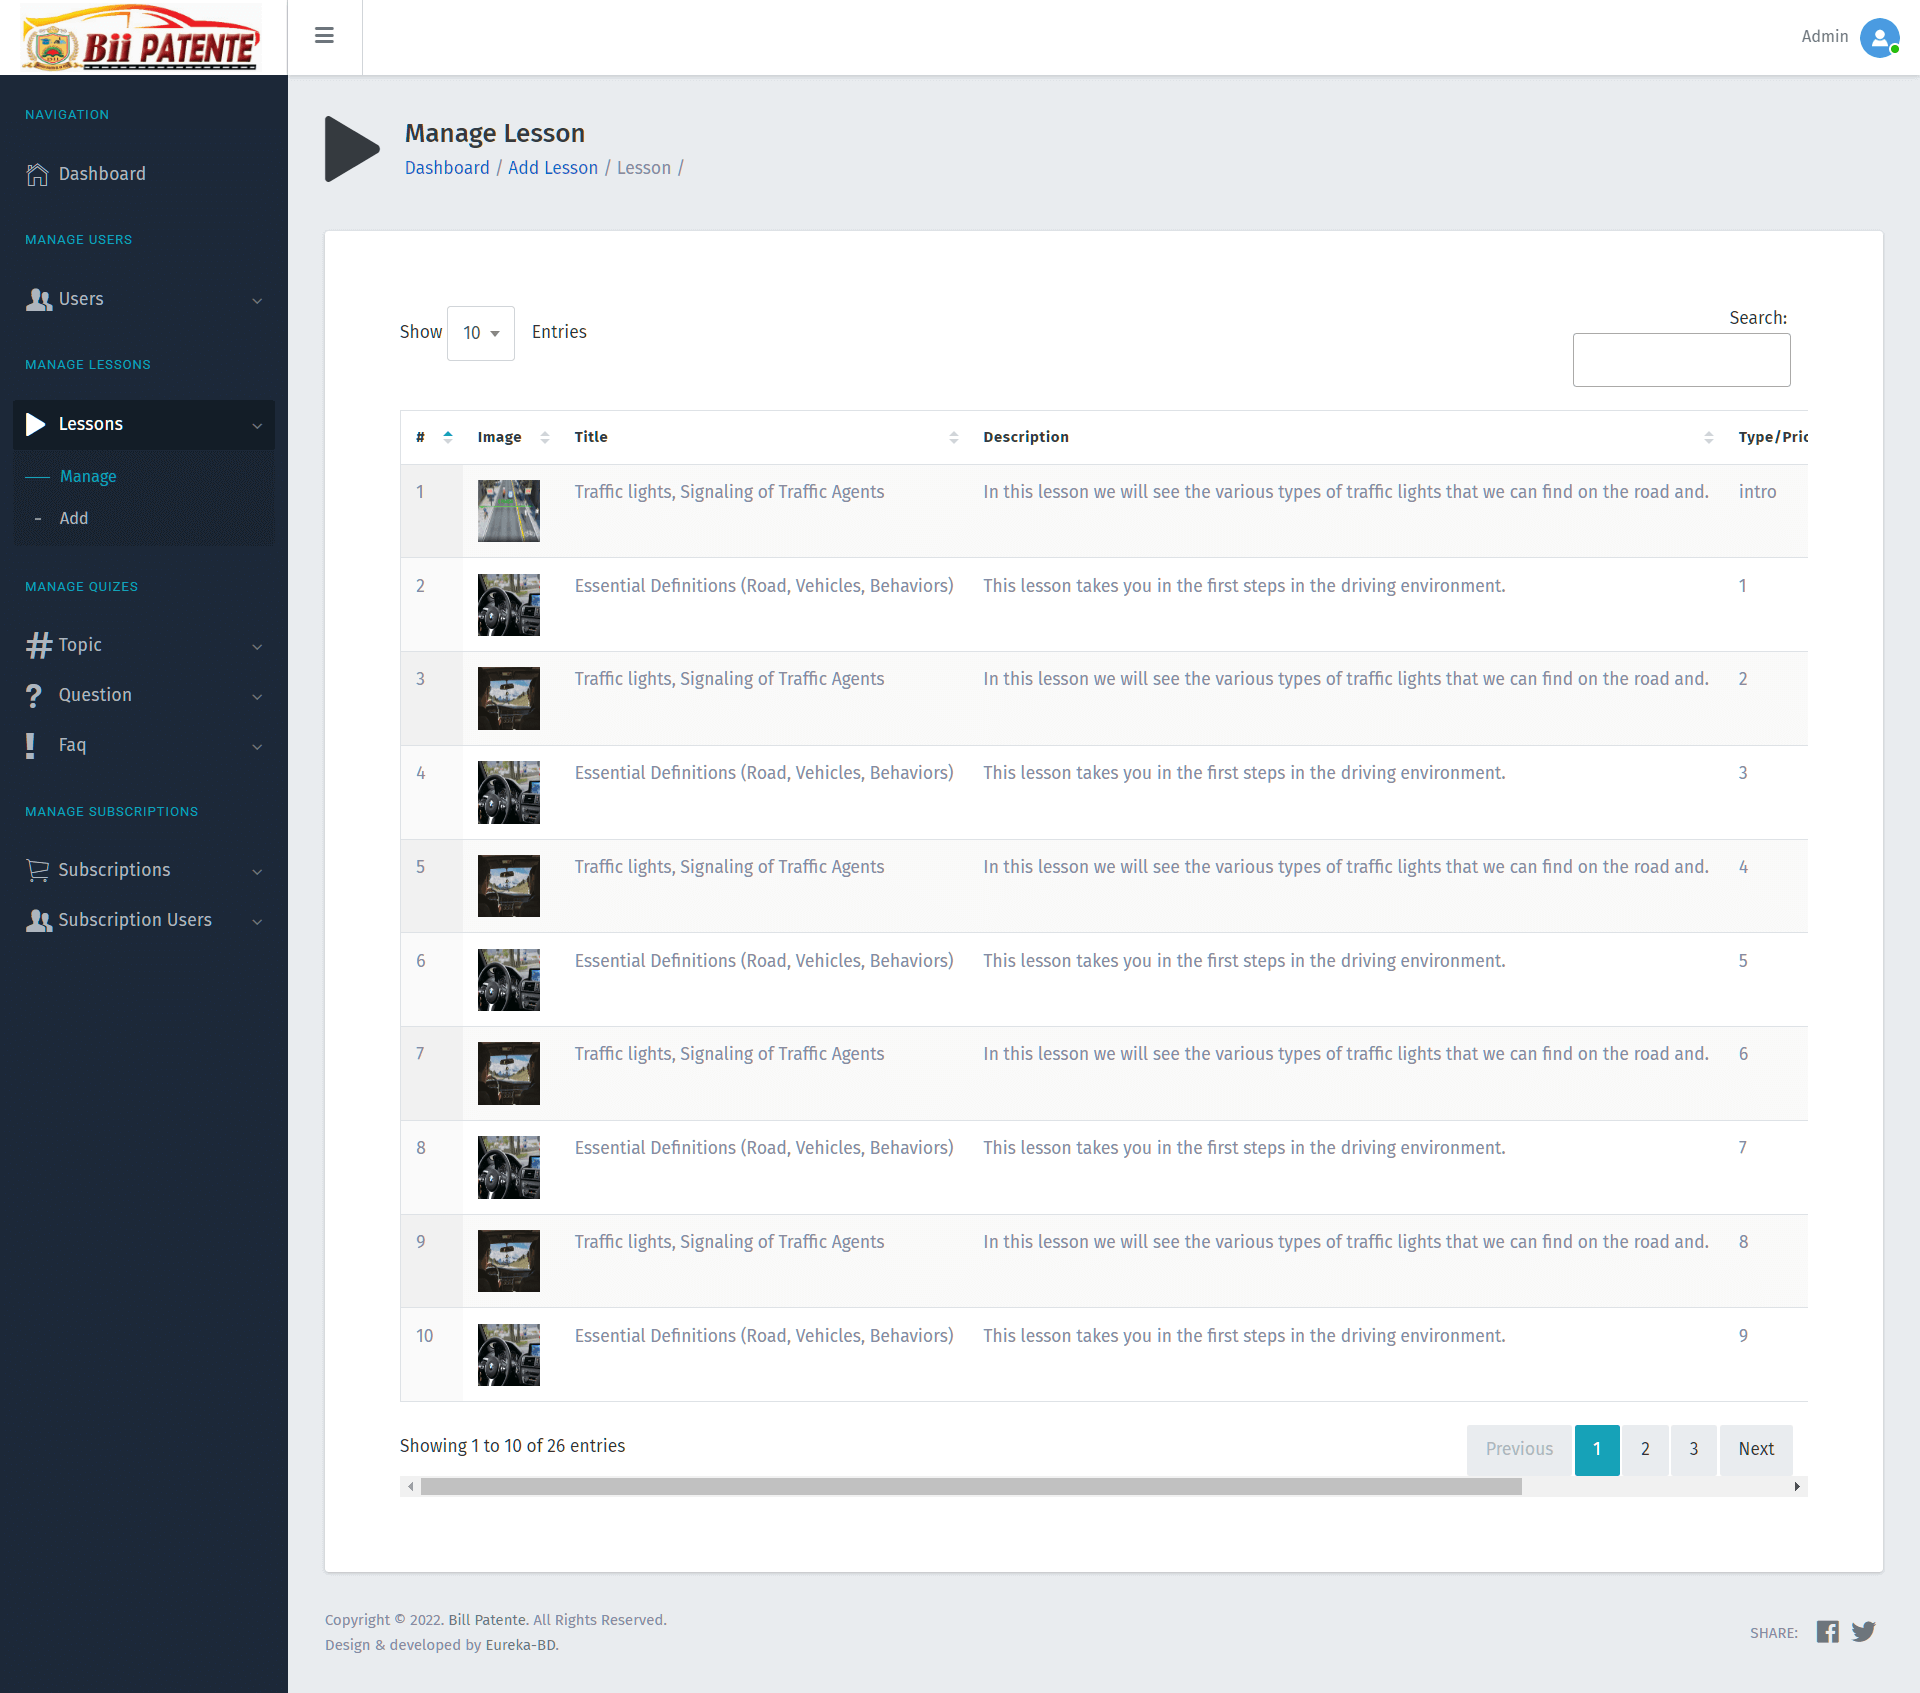 Bii PATENTE
Admin
NAVIGATION
Dashboard
MANAGE USERS
Users
MANAGE LESSONS
Lessons
Manage
Add
MANAGE QUIZES
Topic
Question
Faq
MANAGE SUBSCRIPTIONS
Subscriptions
Subscription Users
Manage Lesson
Dashboard / Add Lesson / Lesson /
Show 10 Entries
Search:
# Image Title Description Type/Pric
1 Traffic lights, Signaling of Traffic Agents In this lesson we will see the various types of traffic lights that we can find on the road and. intro
2 Essential Definitions (Road, Vehicles, Behaviors) This lesson takes you in the first steps in the driving environment. 1
3 Traffic lights, Signaling of Traffic Agents In this lesson we will see the various types of traffic lights that we can find on the road and. 2
4 Essential Definitions (Road, Vehicles, Behaviors) This lesson takes you in the first steps in the driving environment. 3
5 Traffic lights, Signaling of Traffic Agents In this lesson we will see the various types of traffic lights that we can find on the road and. 4
6 Essential Definitions (Road, Vehicles, Behaviors) This lesson takes you in the first steps in the driving environment. 5
7 Traffic lights, Signaling of Traffic Agents In this lesson we will see the various types of traffic lights that we can find on the road and. 6
8 Essential Definitions (Road, Vehicles, Behaviors) This lesson takes you in the first steps in the driving environment. 7
9 Traffic lights, Signaling of Traffic Agents In this lesson we will see the various types of traffic lights that we can find on the road and. 8
10 Essential Definitions (Road, Vehicles, Behaviors) This lesson takes you in the first steps in the driving environment. 9
Showing 1 to 10 of 26 entries
Previous 1 2 3 Next
Copyright © 2022. Bill Patente. All Rights Reserved.
Design & developed by Eureka-BD.
SHARE: